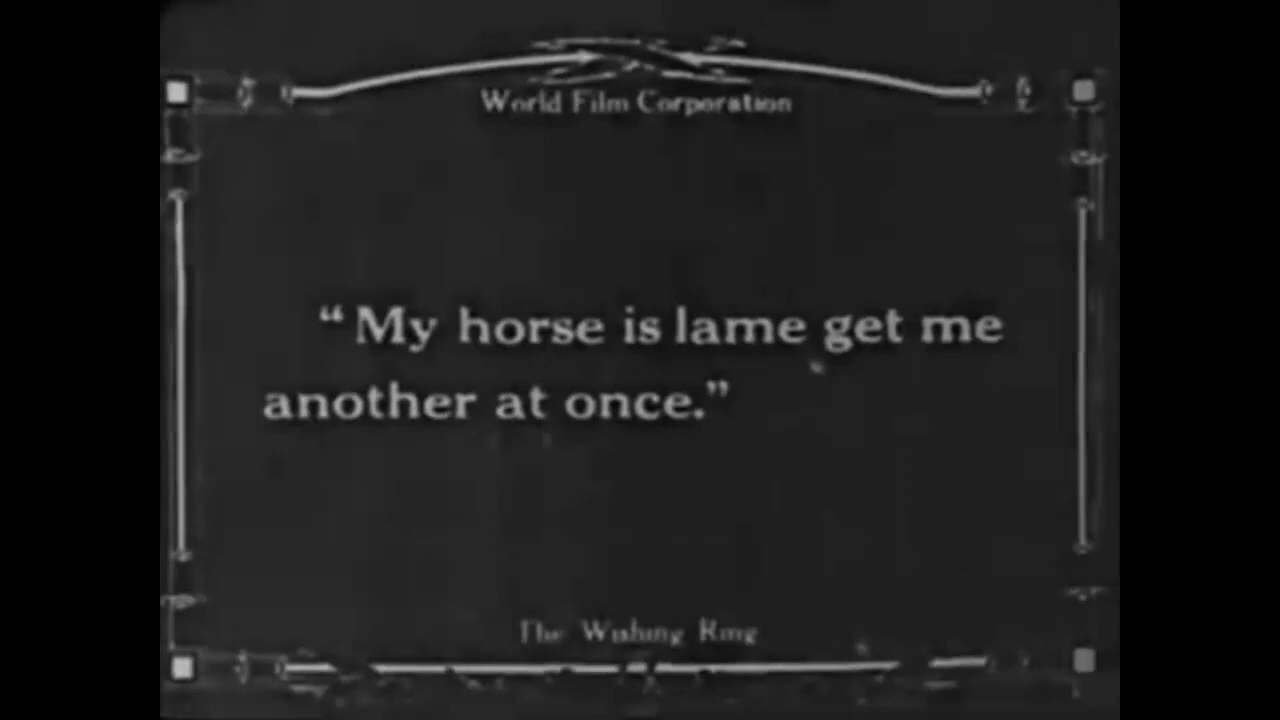 World Film Corporation
“My horse is lame get me
another at once.”
The Wishing Ring